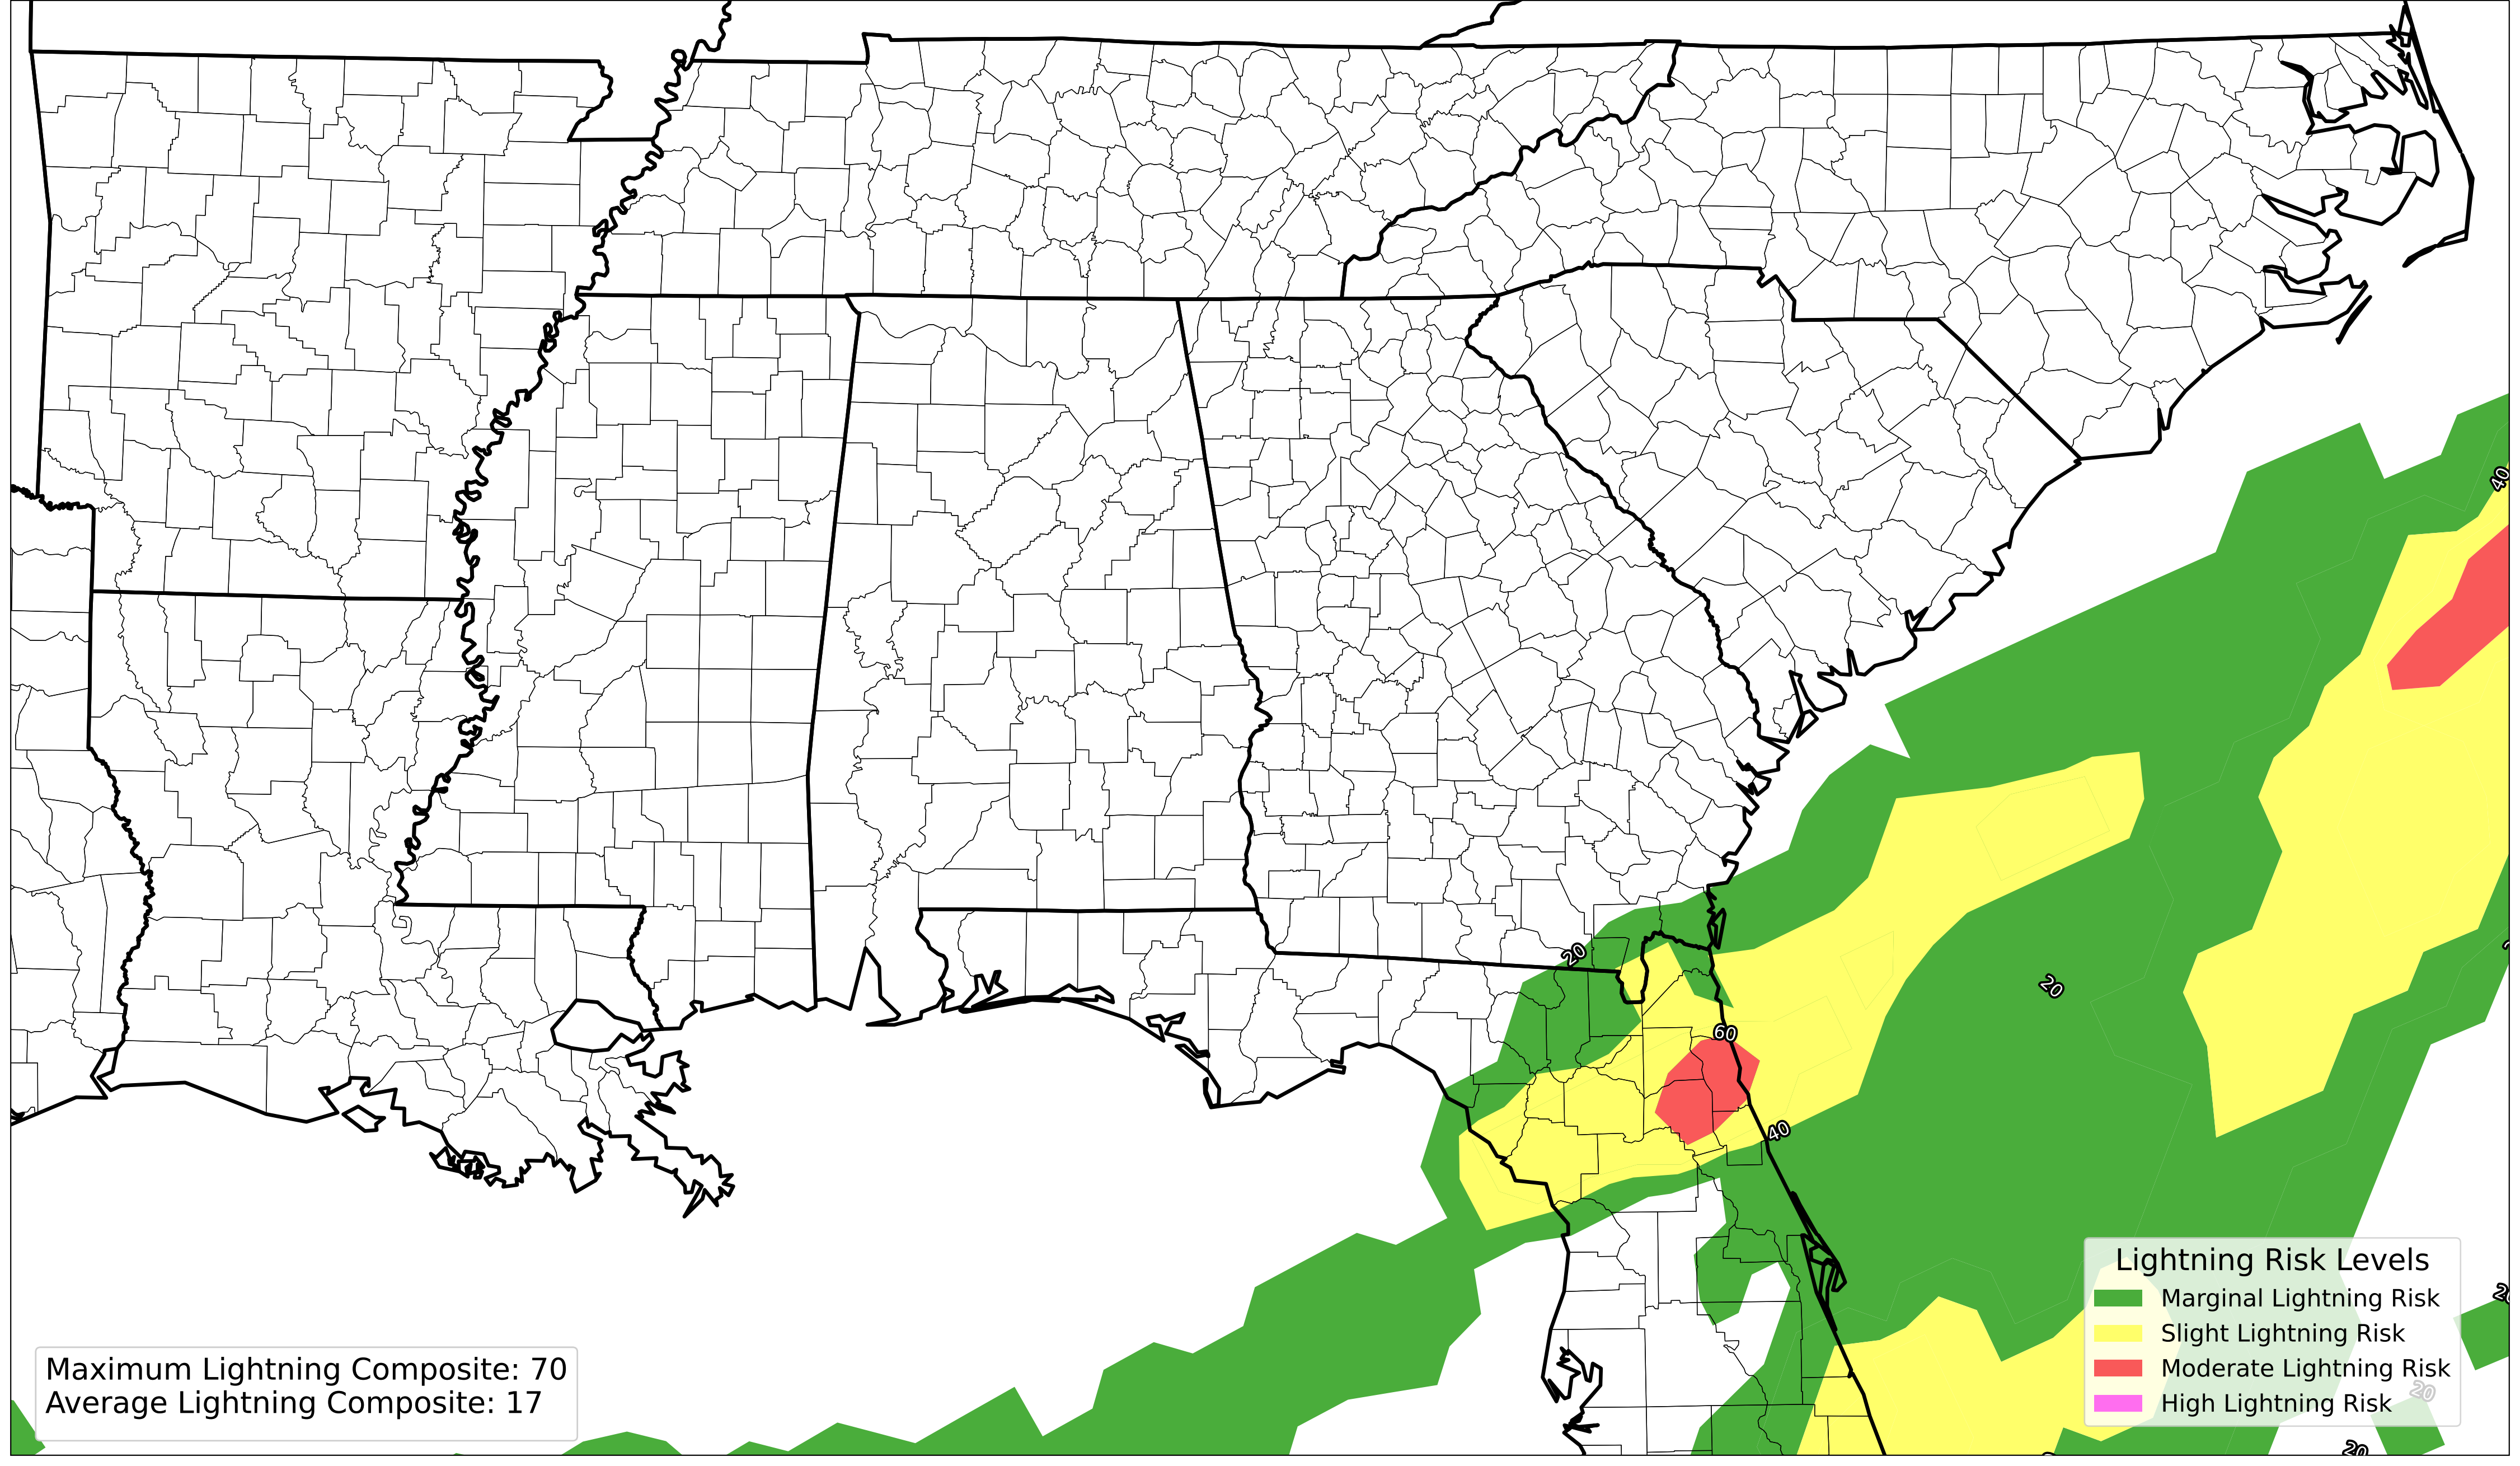 40
20
20
60
40
20
Lightning Risk Levels
Marginal Lightning Risk
Slight Lightning Risk
Moderate Lightning Risk
High Lightning Risk
20
20
Maximum Lightning Composite: 70
Average Lightning Composite: 17